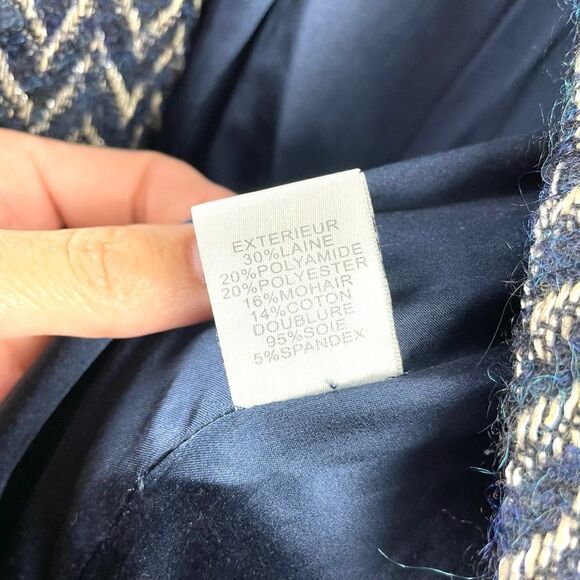 EXTERIEUR
30%LAINE
20%POLYAMIDE
20%POLYESTER
16%MOHAIR
14%COTON
DOUBLURE
95%SOIE
5%SPANDEX